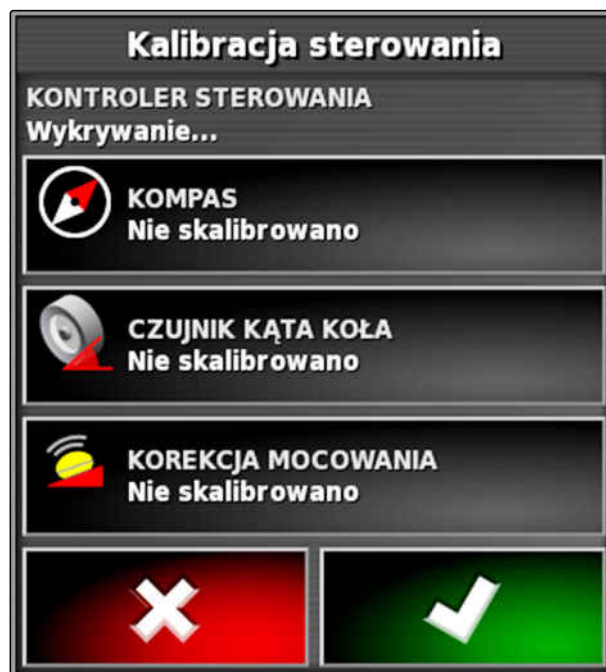 Kalibracja sterowania
KONTROLER STEROWANIA
Wykrywanie...
KOMPAS
Nie skalibrowano
CZUJNIK KĄTA KOŁA
Nie skalibrowano
KOREKCJA MOCOWANIA
Nie skalibrowano